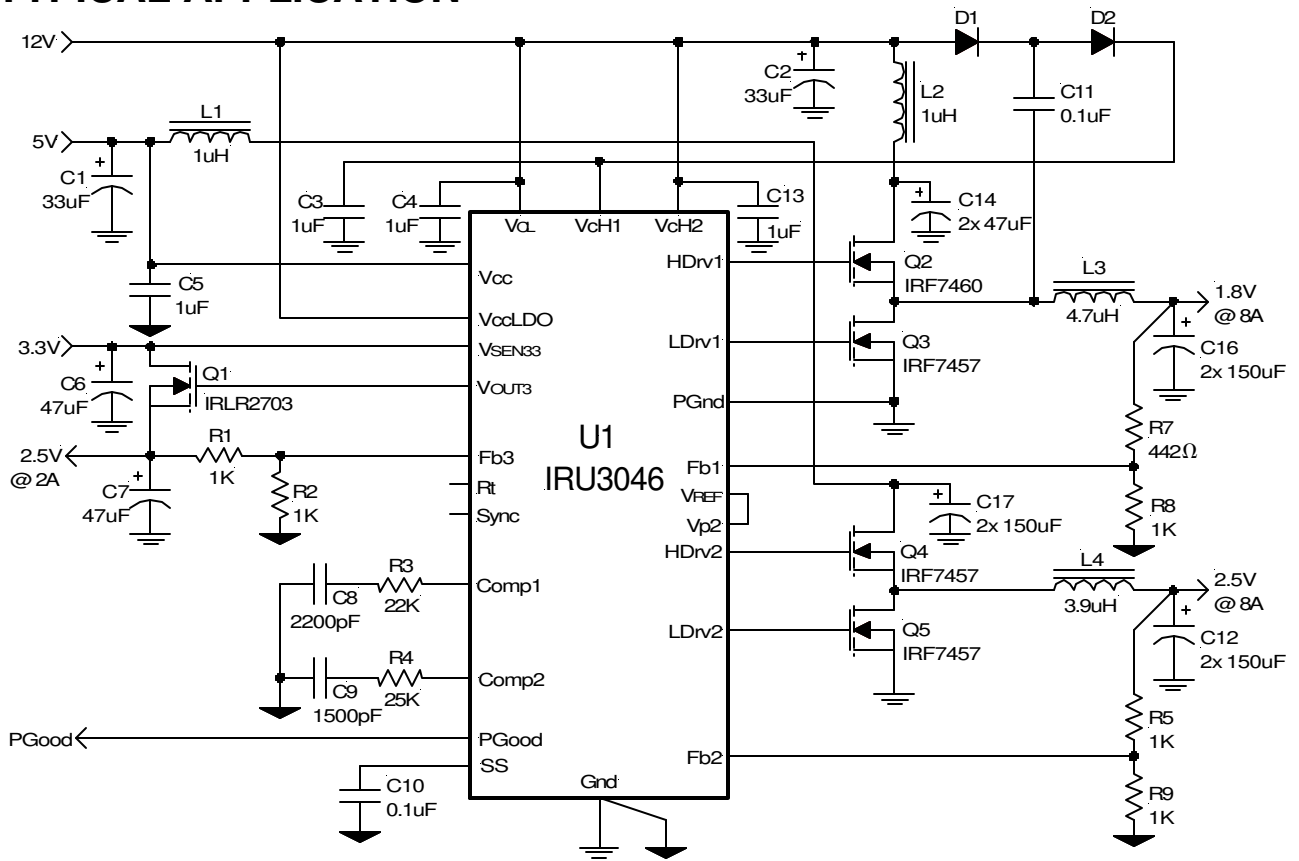 12V
D1
D2
C2
33uF
L2
1uH
C11
0.1uF
5V
L1
1uH
C1
33uF
C3
1uF
C4
1uF
C13
1uF
C14
2x 47uF
VCL
VcH1
VcH2
C5
1uF
Vcc
HDrv1
Q2
IRF7460
L3
4.7uH
1.8V
@ 8A
VccLDO
3.3V
VSEN33
LDrv1
Q3
IRF7457
C16
2x 150uF
C6
47uF
Q1
IRLR2703
VOUT3
PGnd
U1
IRU3046
R7
442Ω
2.5V
@ 2A
R1
1K
Fb3
Fb1
C7
47uF
R2
1K
Rt
Sync
VREF
Vp2
C17
2x 150uF
R8
1K
HDrv2
Q4
IRF7457
L4
3.9uH
2.5V
@ 8A
R3
22K
C8
2200pF
Comp1
LDrv2
Q5
IRF7457
C12
2x 150uF
R4
25K
C9
1500pF
Comp2
PGood
PGood
R5
1K
SS
Fb2
C10
0.1uF
Gnd
R9
1K